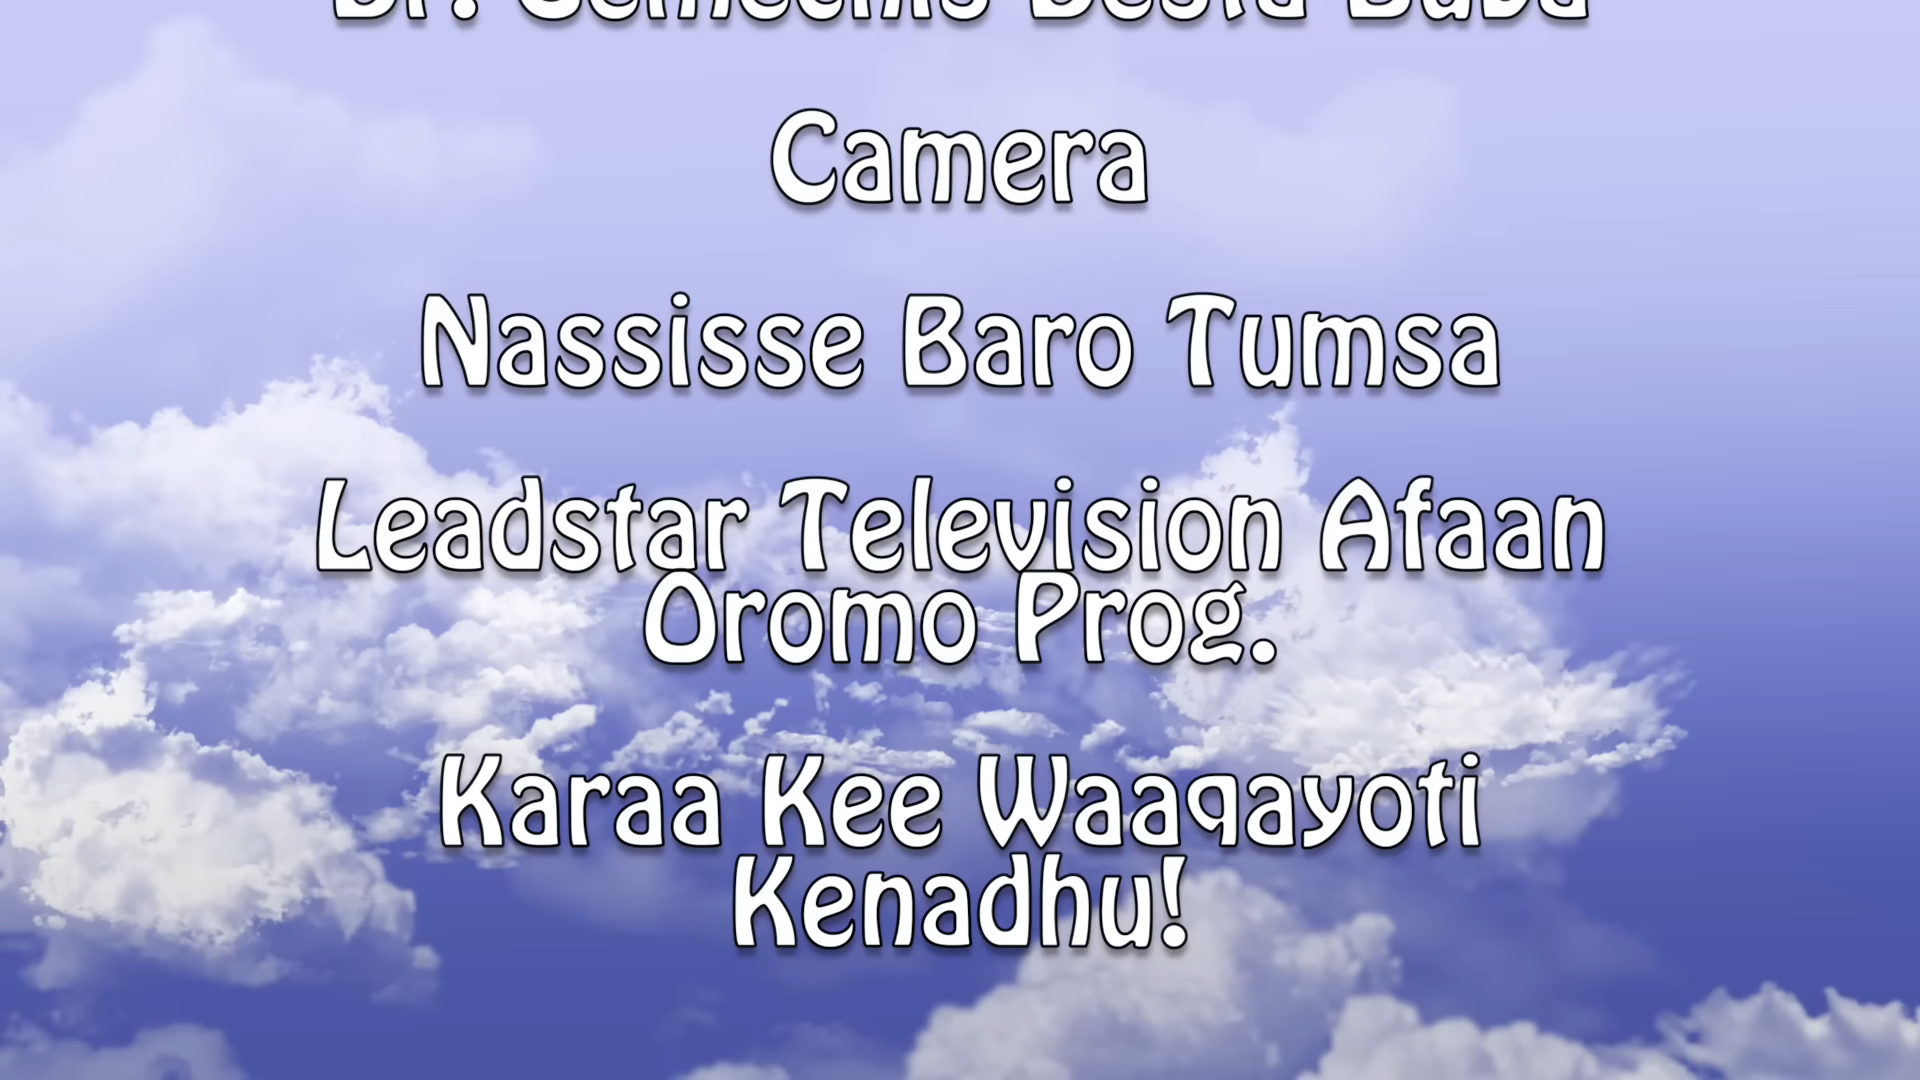 Camera
Nassisse Baro Tumsa
Leadstar Television Afaan
Oromo Prog.
Karaa Kee Waaqayoti
Kenadhu!